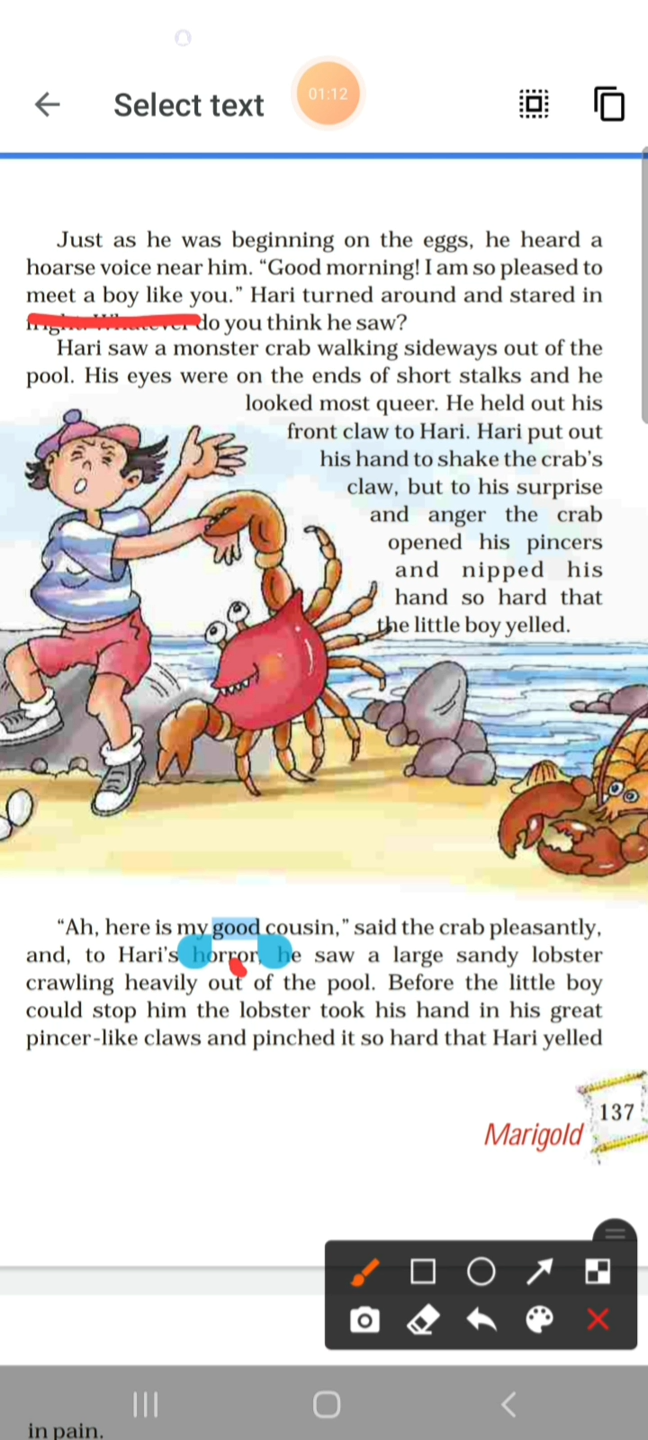 01:12
Select text
Just as he was beginning on the eggs, he heard a
hoarse voice near him. “Good morning! I am so pleased to
meet a boy like you.” Hari turned around and stared in
do you think he saw?
Hari saw a monster crab walking sideways out of the
pool. His eyes were on the ends of short stalks and he
looked most queer. He held out his
front claw to Hari. Hari put out
his hand to shake the crab's
claw, but to his surprise
and anger the crab
opened his pincers
and nipped his
hand so hard that
the little boy yelled.
“Ah, here is my good cousin,” said the crab pleasantly,
and, to Hari's horror, he saw a large sandy lobster
crawling heavily out of the pool. Before the little boy
could stop him the lobster took his hand in his great
pincer-like claws and pinched it so hard that Hari yelled
137
Marigold
in pain.